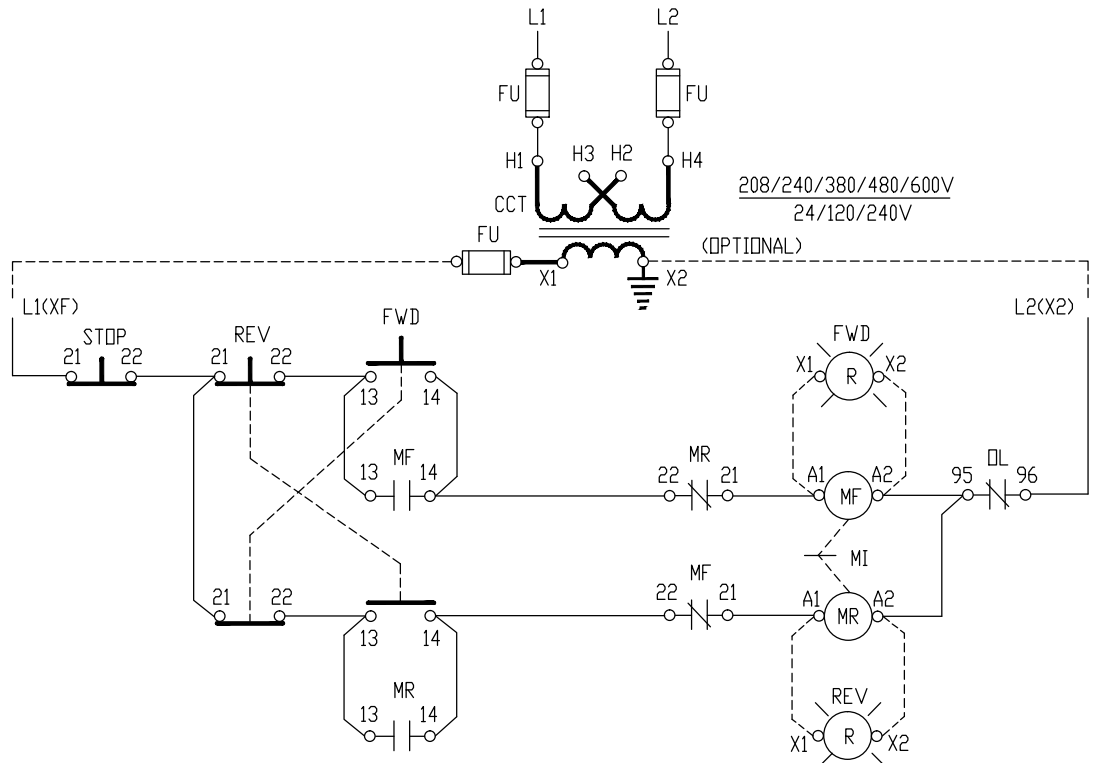 L1 L2
FU FU
H1 H3 H2 H4
CCT
208/240/380/480/600V
24/120/240V
FU
(OPTIONAL)
X1 X2
L1(XF) L2(X2)
STOP REV FWD FWD
21 22 21 22 13 14 X1 R X2
13 MF 14 22 MR 21 A1 MF A2 95 OL 96
MI
21 22 13 14 22 MF 21 A1 MR A2
13 MR 14 REV
X1 R X2